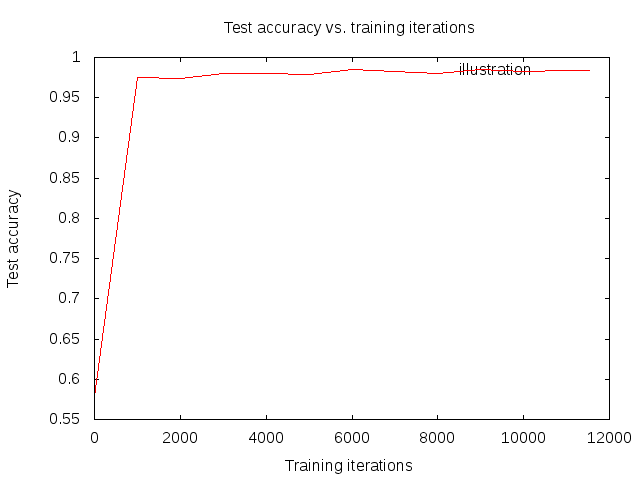 Test accuracy vs. training iterations
1
0.95
0.9
0.85
0.8
0.75
0.7
0.65
0.6
0.55
Test accuracy
illustration
0 2000 4000 6000 8000 10000 12000
Training iterations